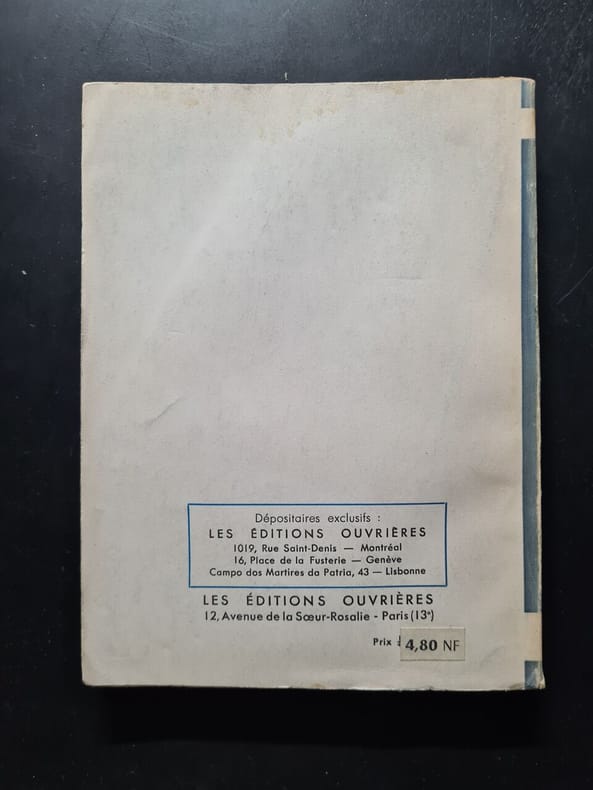 Dépositaires exclusifs :
LES ÉDITIONS OUVRIÈRES
1019, Rue Saint-Denis — Montréal
16, Place de la Fusterie — Genève
Campo dos Martires da Patria, 43 — Lisbonne
LES ÉDITIONS OUVRIÈRES
12, Avenue de la Sœur-Rosalie - Paris (13ᵉ)
Prix 4,80 NF